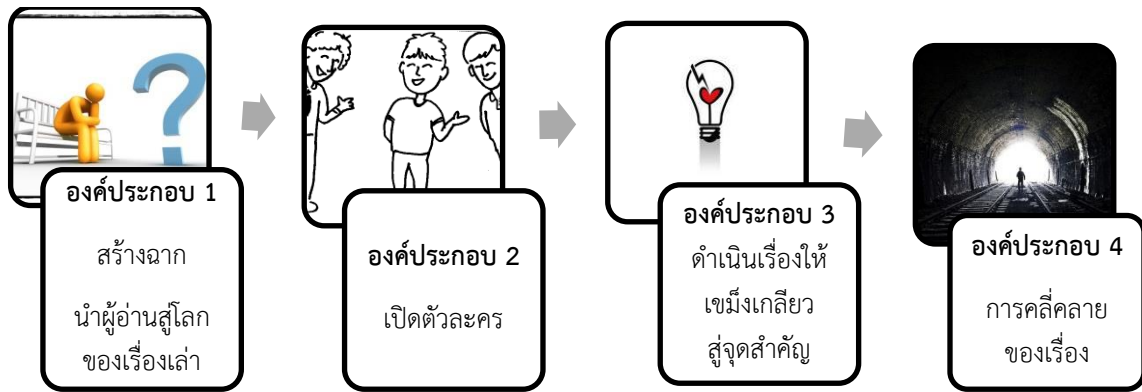 องค์ประกอบ 1
สร้างฉาก
นำผู้อ่านสู่โลก
ของเรื่องเล่า
องค์ประกอบ 2
เปิดตัวละคร
องค์ประกอบ 3
ดำเนินเรื่องให้
เขม็งเกลียว
สู่จุดสำคัญ
องค์ประกอบ 4
การคลี่คลาย
ของเรื่อง